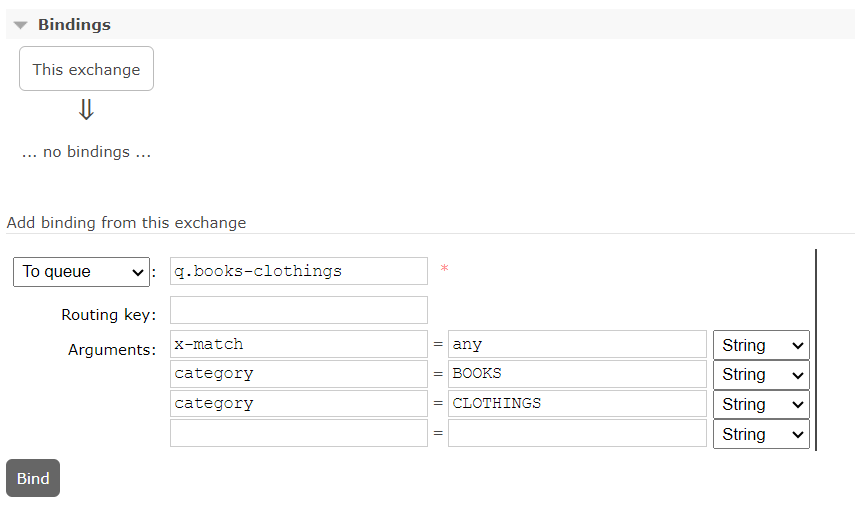 Bindings
This exchange
⇓
... no bindings ...
Add binding from this exchange
To queue : q.books-clothings *
Routing key:
Arguments: x-match = any String
category = BOOKS String
category = CLOTHINGS String
= String
Bind